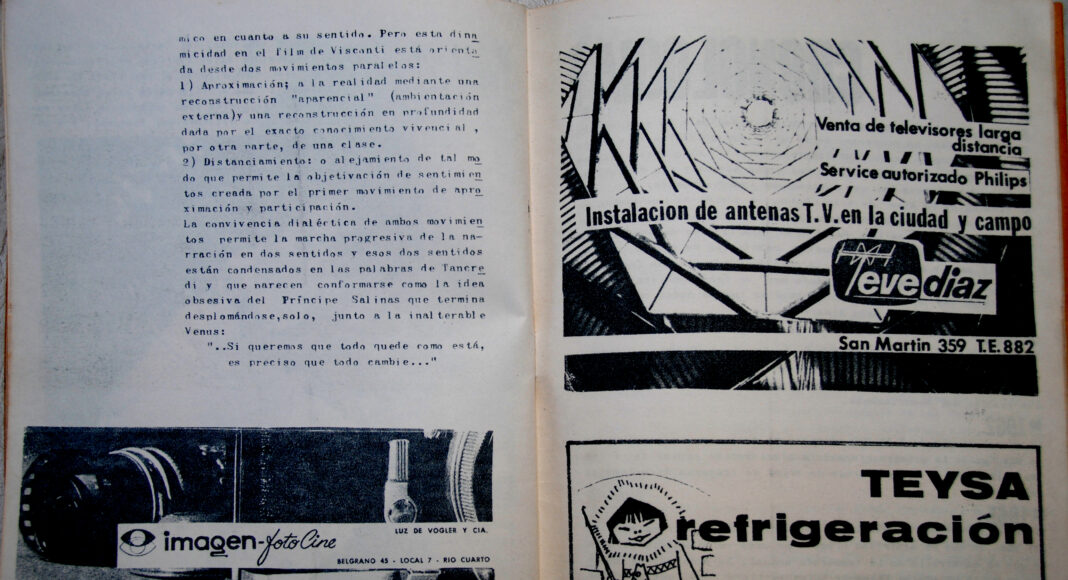 mico en cuanto a su sentido. Pero esta diná
micidad en el film de Visconti está orienta
da desde dos movimientos paralelos:
1) Aproximación; a la realidad mediante una
reconstrucción "aparencial" (ambientación
externa)y una reconstrucción en profundidad
dada por el exacto conocimiento vivencial ,
por otra parte, de una clase.
2) Distanciamiento: o alejamiento de tal mo
do que permite la objetivación de sentimien
tos creada por el primer movimiento de apro
ximación y participación.
La convivencia dialéctica de ambos movimien
tos permite la marcha progresiva de la na-
rración en dos sentidos y esos dos sentidos
están condensados en las palabras de Tancre
di y que parecen conformarse como la idea
obsesiva del Príncipe Salinas que termina
desplomándose,solo, junto a la inalterable
Venus:
"..Si queremos que todo quede como está,
es preciso que todo cambie..."
imagen-foto Cine
LUZ DE VOGLER Y CIA.
BELGRANO 45 - LOCAL 7 - RIO CUARTO
Venta de televisores larga
distancia
Service autorizado Philips
Instalacion de antenas T.V. en la ciudad y campo
Teve diaz
San Martin 359 T.E. 882
TEYSA
refrigeración